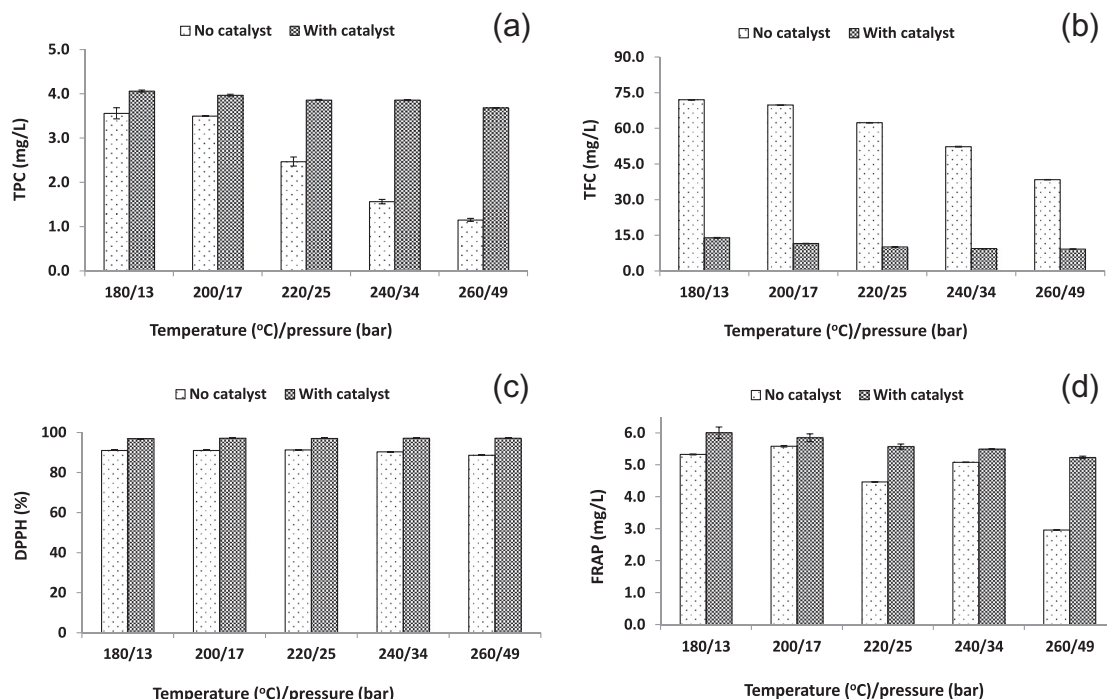 (a)
No catalyst With catalyst
5.0
4.0
3.0
2.0
1.0
0.0
TPC (mg/L)
180/13 200/17 220/25 240/34 260/49
Temperature (ºC)/pressure (bar)
(b)
No catalyst With catalyst
90.0
75.0
60.0
45.0
30.0
15.0
0.0
TFC (mg/L)
180/13 200/17 220/25 240/34 260/49
Temperature (ºC)/pressure (bar)
(c)
No catalyst With catalyst
100
80
60
40
20
0
DPPH (%)
180/13 200/17 220/25 240/34 260/49
Temperature (ºC)/pressure (bar)
(d)
No catalyst With catalyst
6.0
5.0
4.0
3.0
2.0
1.0
0.0
FRAP (mg/L)
180/13 200/17 220/25 240/34 260/49
Temperature (ºC)/pressure (bar)